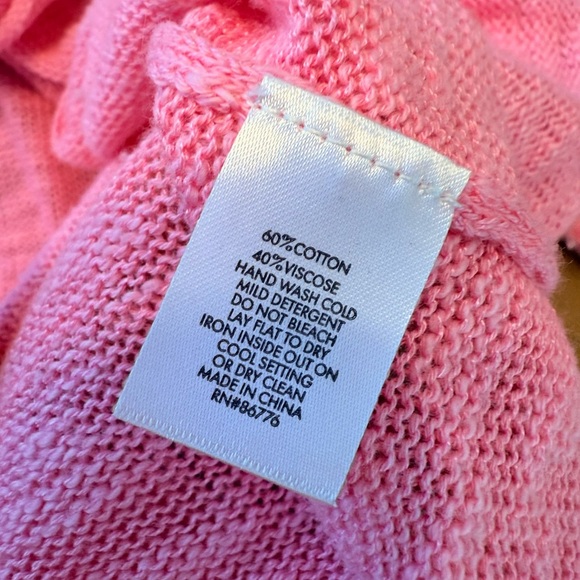 60%COTTON
40%VISCOSE
HAND WASH COLD
MILD DETERGENT
DO NOT BLEACH
LAY FLAT TO DRY
IRON INSIDE OUT ON
COOL SETTING
OR DRY CLEAN
MADE IN CHINA
RN#86776